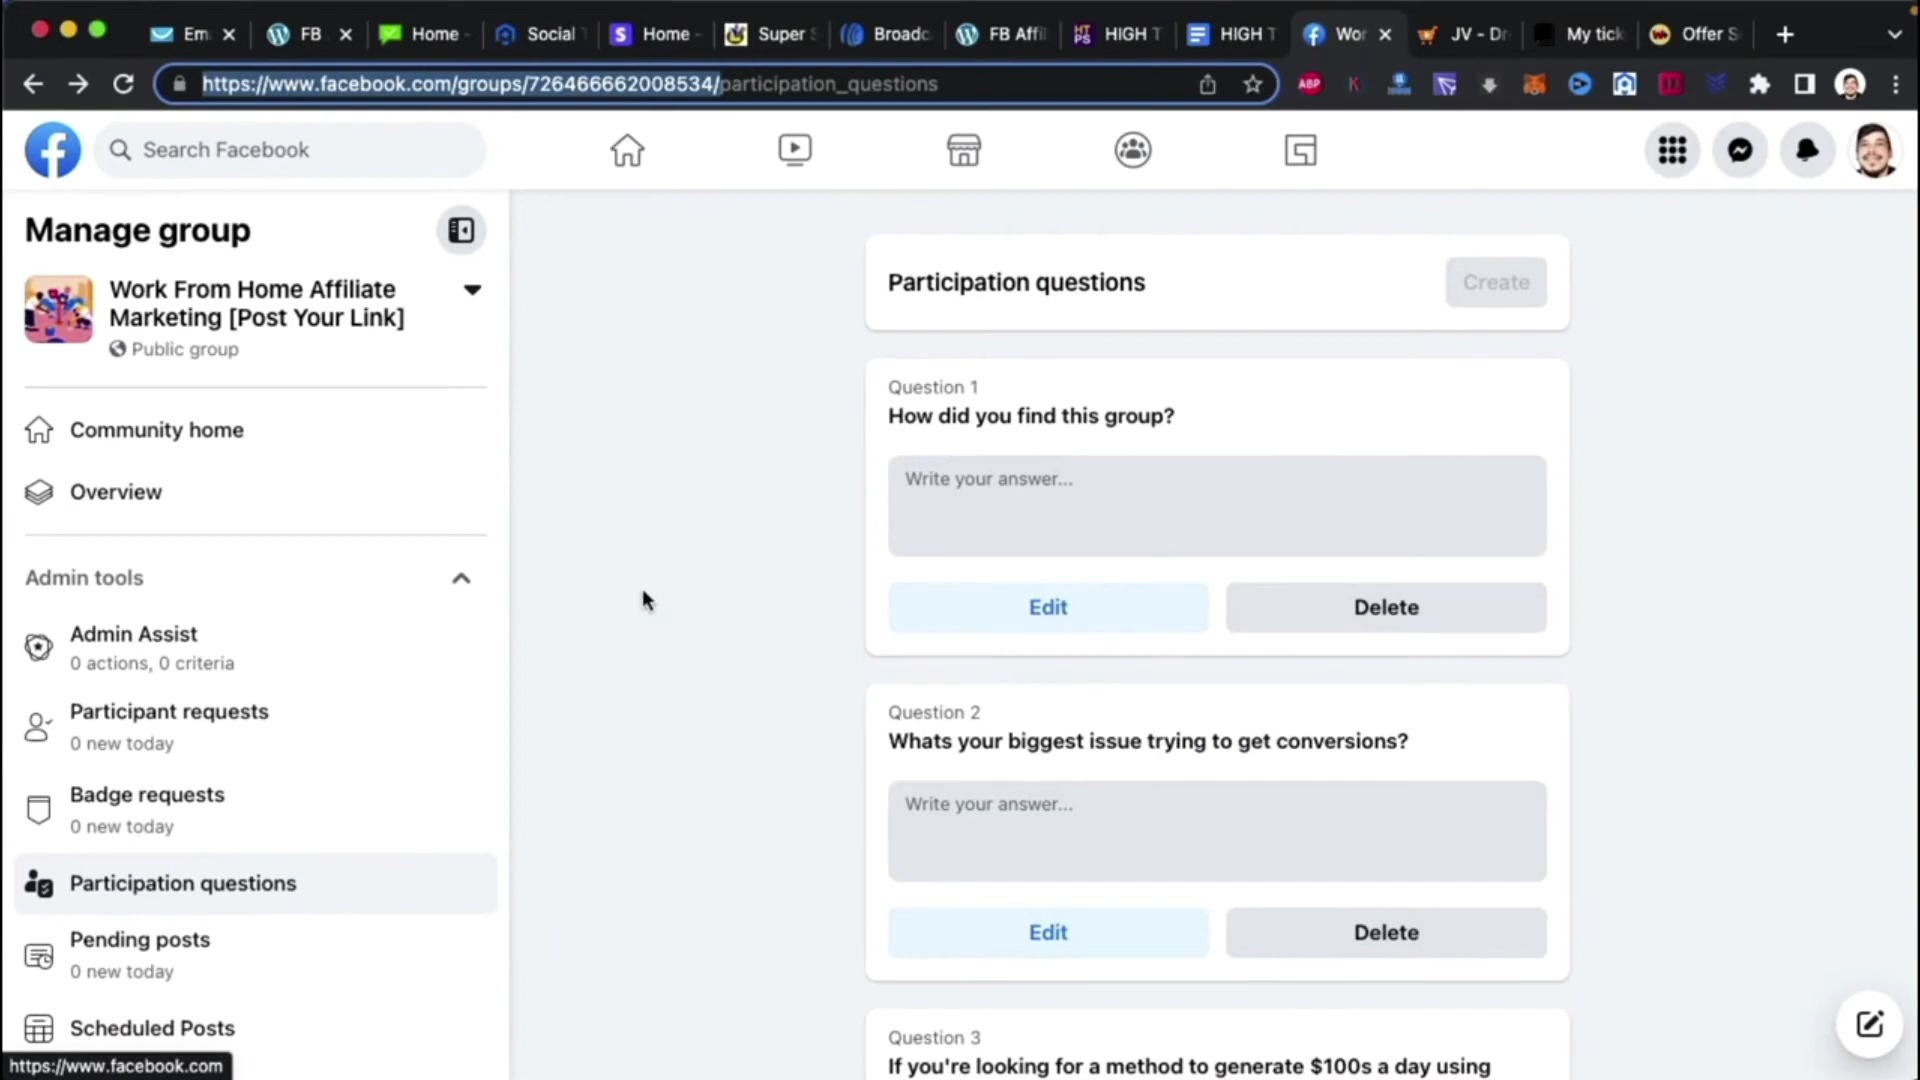 Em
FB
Home
Social
Home
Super
Broadc
FB Affil
HIGH T
HIGH T
Wor
JV - Dr
My tick
Offer S
https://www.facebook.com/groups/726466662008534/participation_questions
ABP
Search Facebook
Manage group
Work From Home Affiliate
Marketing [Post Your Link]
Public group
Community home
Overview
Admin tools
Admin Assist
0 actions, 0 criteria
Participant requests
0 new today
Badge requests
0 new today
Participation questions
Pending posts
0 new today
Scheduled Posts
https://www.facebook.com
Participation questions
Create
Question 1
How did you find this group?
Write your answer...
Edit
Delete
Question 2
Whats your biggest issue trying to get conversions?
Write your answer...
Edit
Delete
Question 3
If you're looking for a method to generate $100s a day using